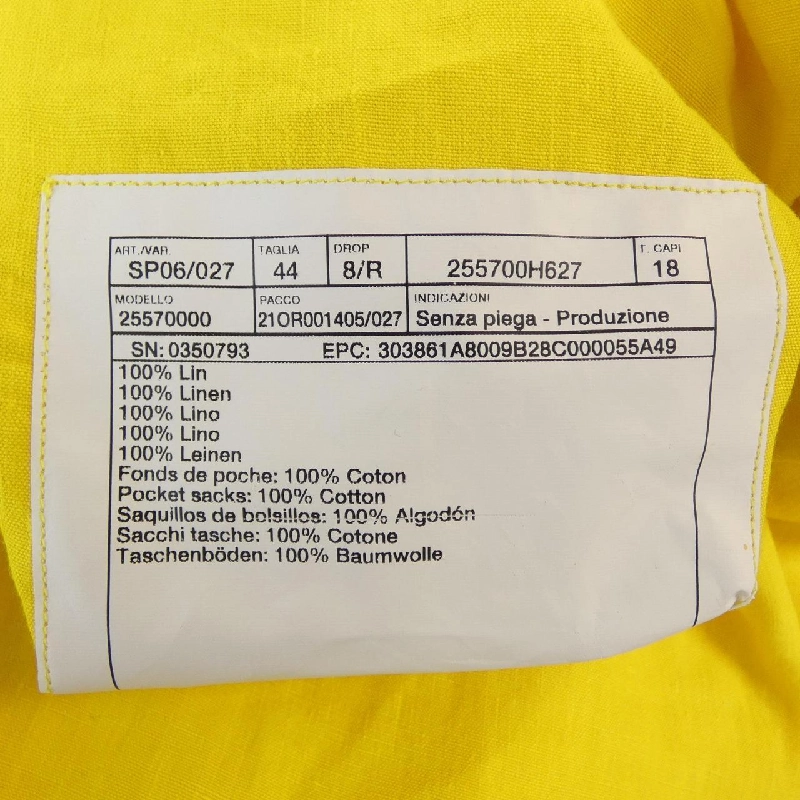 ART./VAR. TAGLIA DROP T. CAPI
SP06/027 44 8/R 255700H627 18
MODELLO PACCO INDICAZIONI
25570000 21OR001405/027 Senza piega - Produzione
SN: 0350793 EPC: 303861A8009B28C000055A49
100% Lin
100% Linen
100% Lino
100% Lino
100% Leinen
Fonds de poche: 100% Coton
Pocket sacks: 100% Cotton
Saquillos de bolsillos: 100% Algodón
Sacchi tasche: 100% Cotone
Taschenböden: 100% Baumwolle